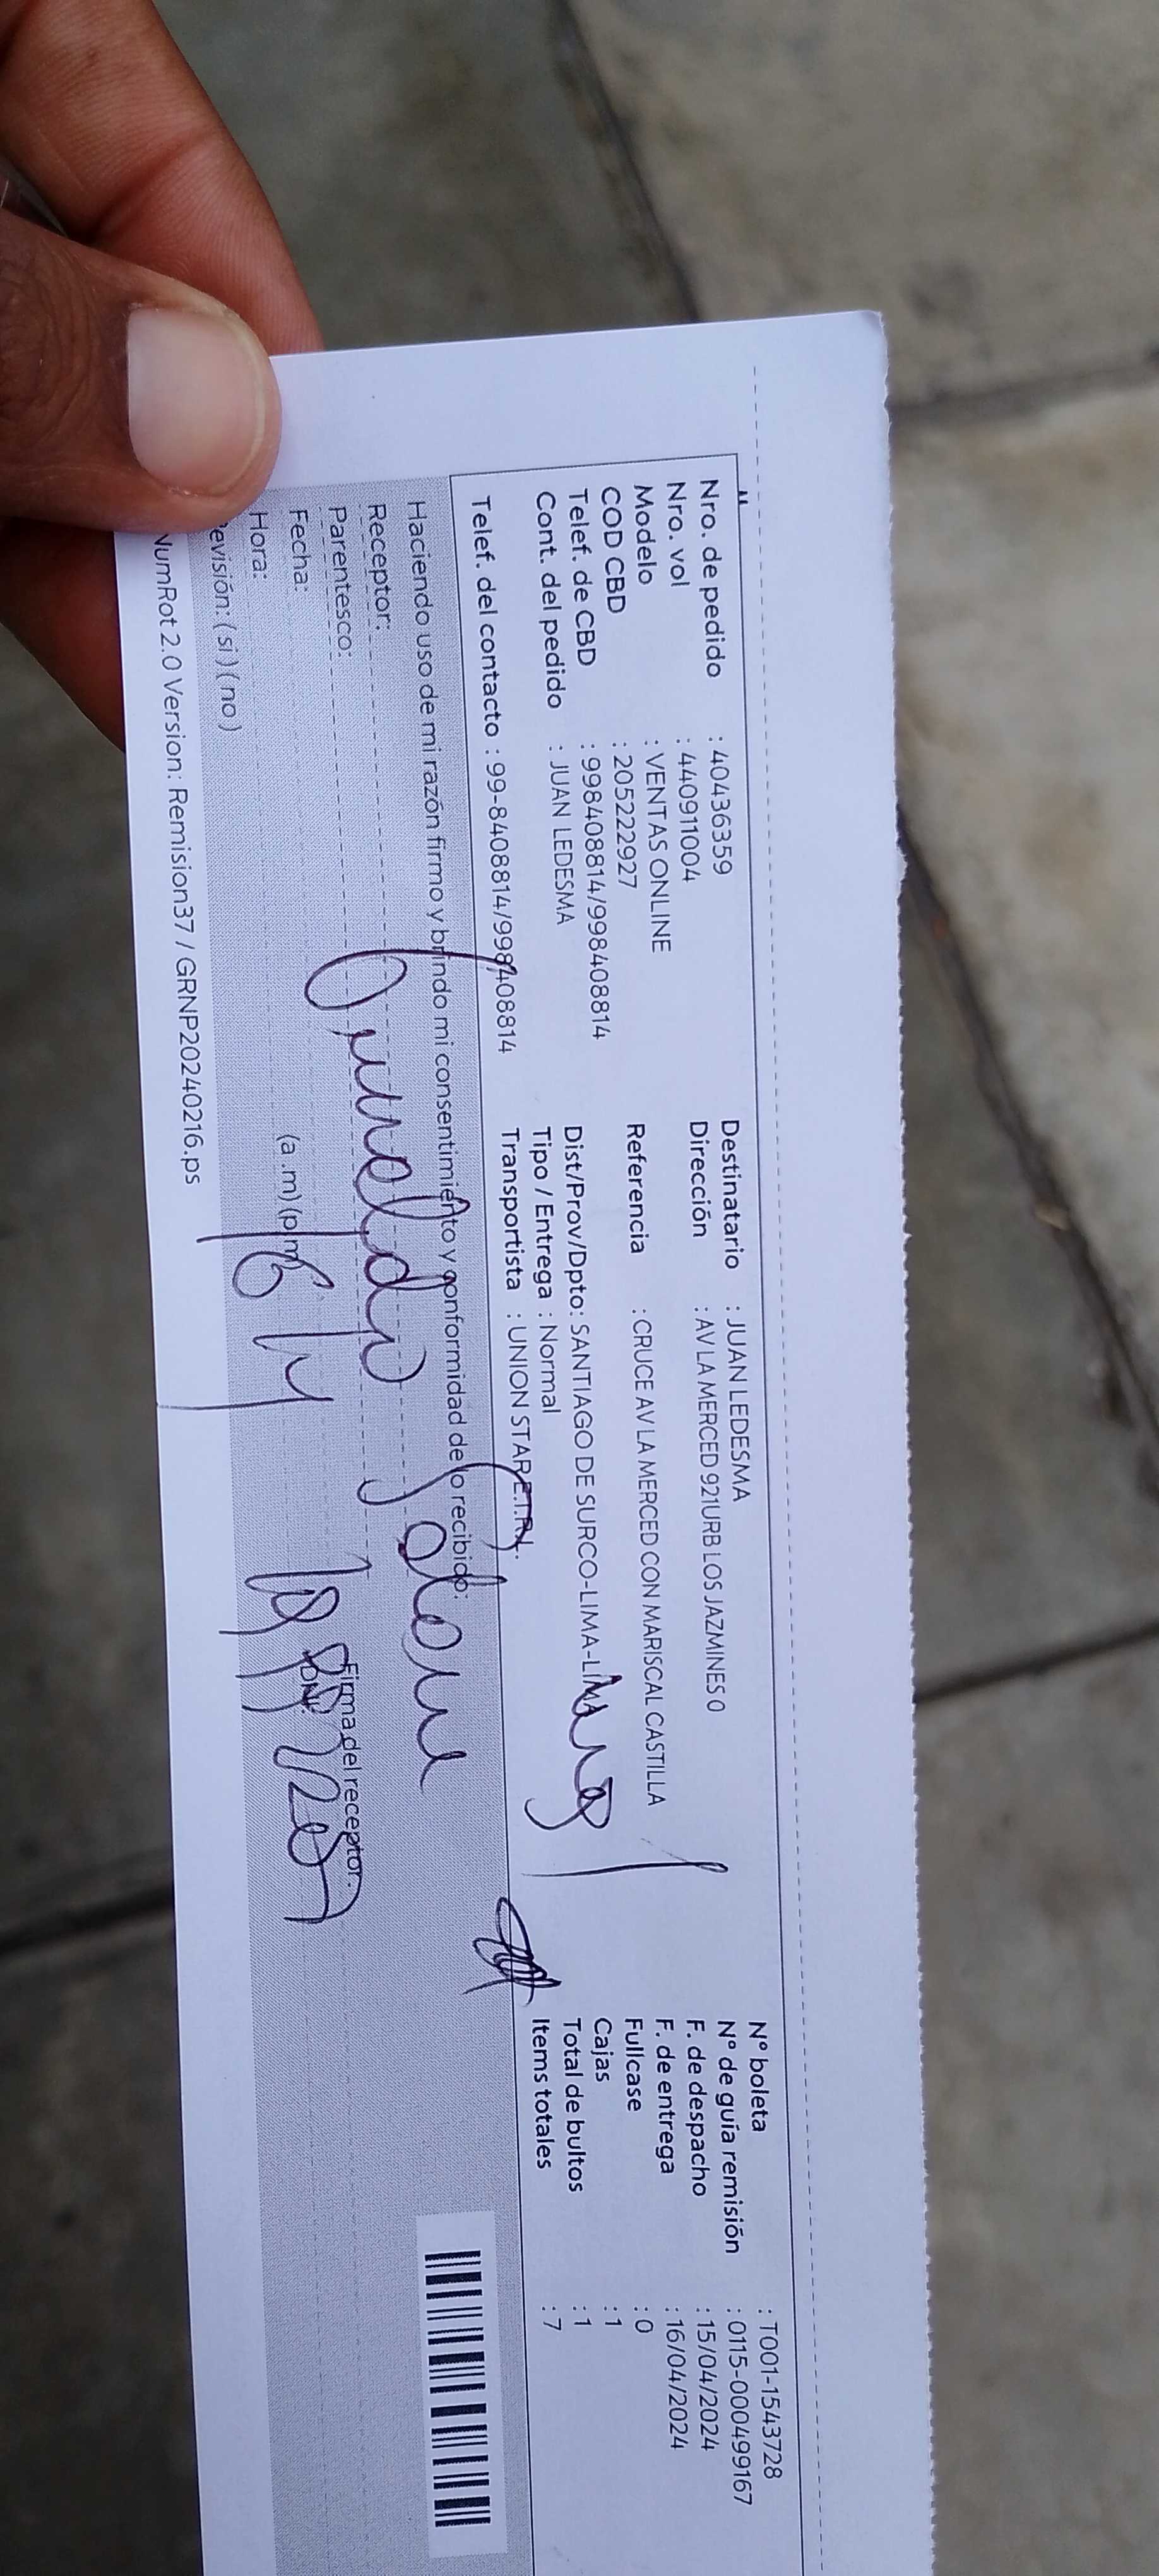 Nro. de pedido : 40436359
Nro. vol : 440911004
Modelo : VENTAS ONLINE
COD CBD : 205222927
Telef. de CBD : 998408814/998408814
Cont. del pedido : JUAN LEDESMA
Telef. del contacto : 99-8408814/998408814
Destinatario : JUAN LEDESMA
Dirección : AV LA MERCED 921URB LOS JAZMINES 0
Referencia : CRUCE AV LA MERCED CON MARISCAL CASTILLA
Dist/Prov/Dpto: SANTIAGO DE SURCO-LIMA-LIMA
Tipo / Entrega : Normal
Transportista : UNION STAR E.I.R.L.
N° boleta : T001-1543728
N° de guía remisión : 0115-000499167
F. de despacho : 15/04/2024
F. de entrega : 16/04/2024
Fullcase : 0
Cajas : 1
Total de bultos : 1
Items totales : 7
Haciendo uso de mi razón firmo y brindo mi consentimiento y conformidad de lo recibido:
Receptor:
Parentesco:
Fecha:
Hora: (a .m) (p.m)
evisión: ( si ) ( no )
Firma del receptor:
DNI:
NumRot 2.0 Version: Remision37 / GRNP20240216.ps